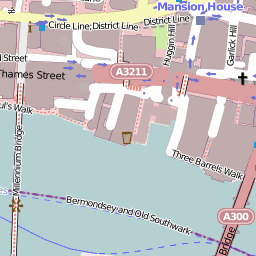 Mansion House
District Line
Circle Line;District Line
Huggin Hill
Garlick Hill
Thames Street
A3211
Three Barrels Walk
Millennium Bridge
Bermondsey and Old Southwark
A300
Bridge